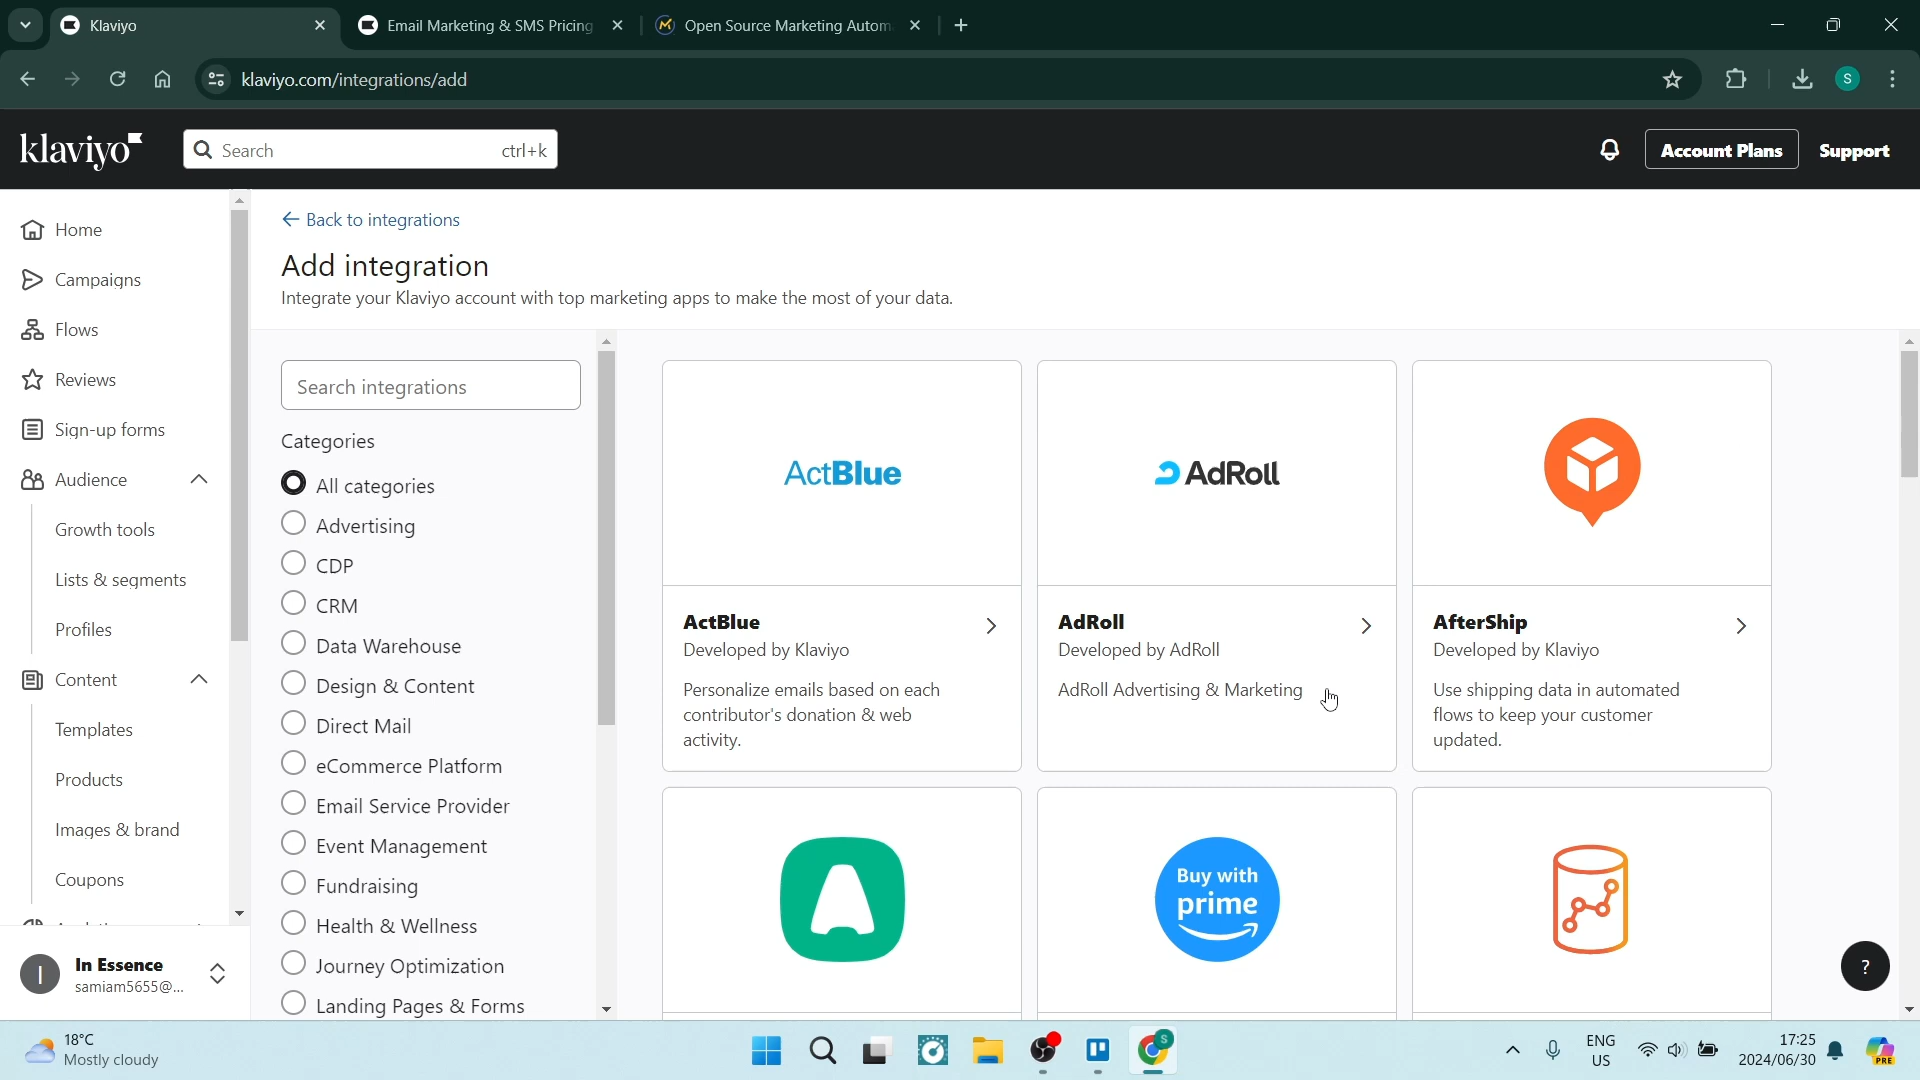 Klaviyo
Email Marketing & SMS Pricing
Open Source Marketing Autom
klaviyo.com/integrations/add
S
klaviyo
Search
ctrl+k
Account Plans
Support
Home
Campaigns
Flows
Reviews
Sign-up forms
Audience
Growth tools
Lists & segments
Profiles
Content
Templates
Products
Images & brand
Coupons
I
In Essence
samiam5655@...
Back to integrations
Add integration
Integrate your Klaviyo account with top marketing apps to make the most of your data.
Search integrations
Categories
All categories
Advertising
CDP
CRM
Data Warehouse
Design & Content
Direct Mail
eCommerce Platform
Email Service Provider
Event Management
Fundraising
Health & Wellness
Journey Optimization
Landing Pages & Forms
ActBlue
ActBlue
Developed by Klaviyo
Personalize emails based on each
contributor's donation & web
activity.
AdRoll
AdRoll
Developed by AdRoll
AdRoll Advertising & Marketing
AfterShip
Developed by Klaviyo
Use shipping data in automated
flows to keep your customer
updated.
Buy with
prime
?
18°C
Mostly cloudy
S
ENG
US
17:25
2024/06/30
PRE